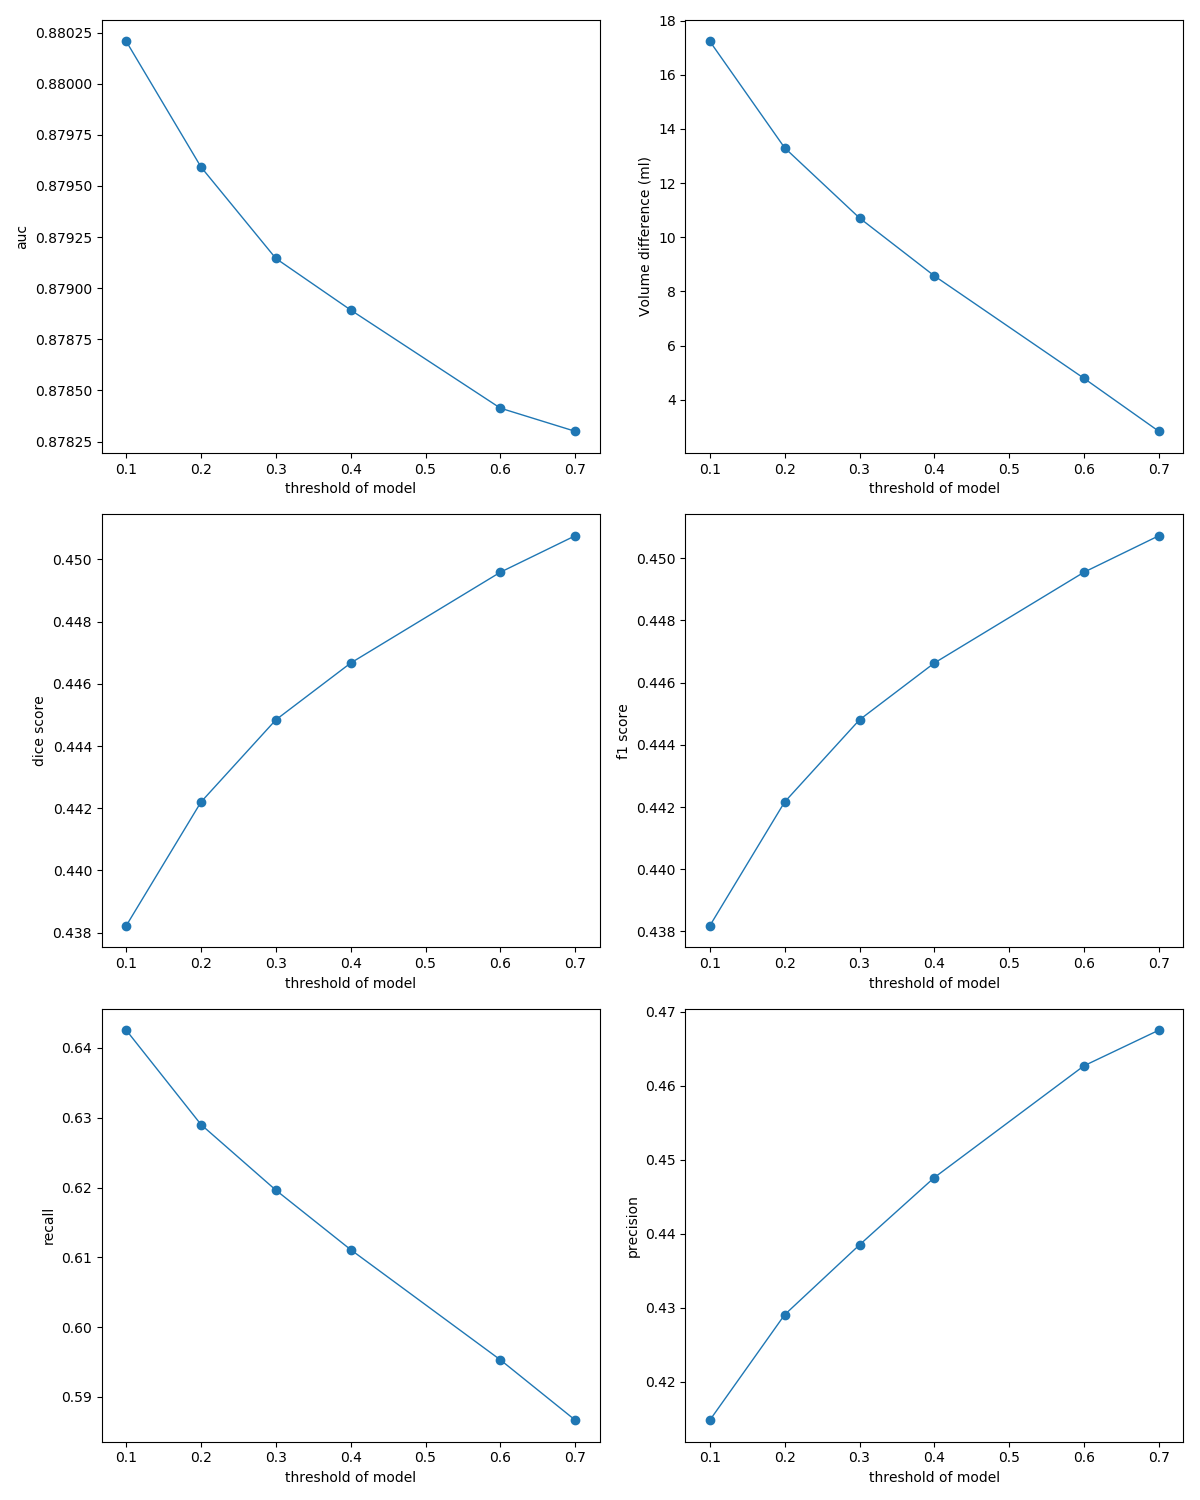 0.88025
0.88000
0.87975
0.87950
0.87925
0.87900
0.87875
0.87850
0.87825
auc
0.1 0.2 0.3 0.4 0.5 0.6 0.7
threshold of model
18
16
14
12
10
8
6
4
Volume difference (ml)
0.1 0.2 0.3 0.4 0.5 0.6 0.7
threshold of model
0.450
0.448
0.446
0.444
0.442
0.440
0.438
dice score
0.1 0.2 0.3 0.4 0.5 0.6 0.7
threshold of model
0.450
0.448
0.446
0.444
0.442
0.440
0.438
f1 score
0.1 0.2 0.3 0.4 0.5 0.6 0.7
threshold of model
0.64
0.63
0.62
0.61
0.60
0.59
recall
0.1 0.2 0.3 0.4 0.5 0.6 0.7
threshold of model
0.47
0.46
0.45
0.44
0.43
0.42
precision
0.1 0.2 0.3 0.4 0.5 0.6 0.7
threshold of model